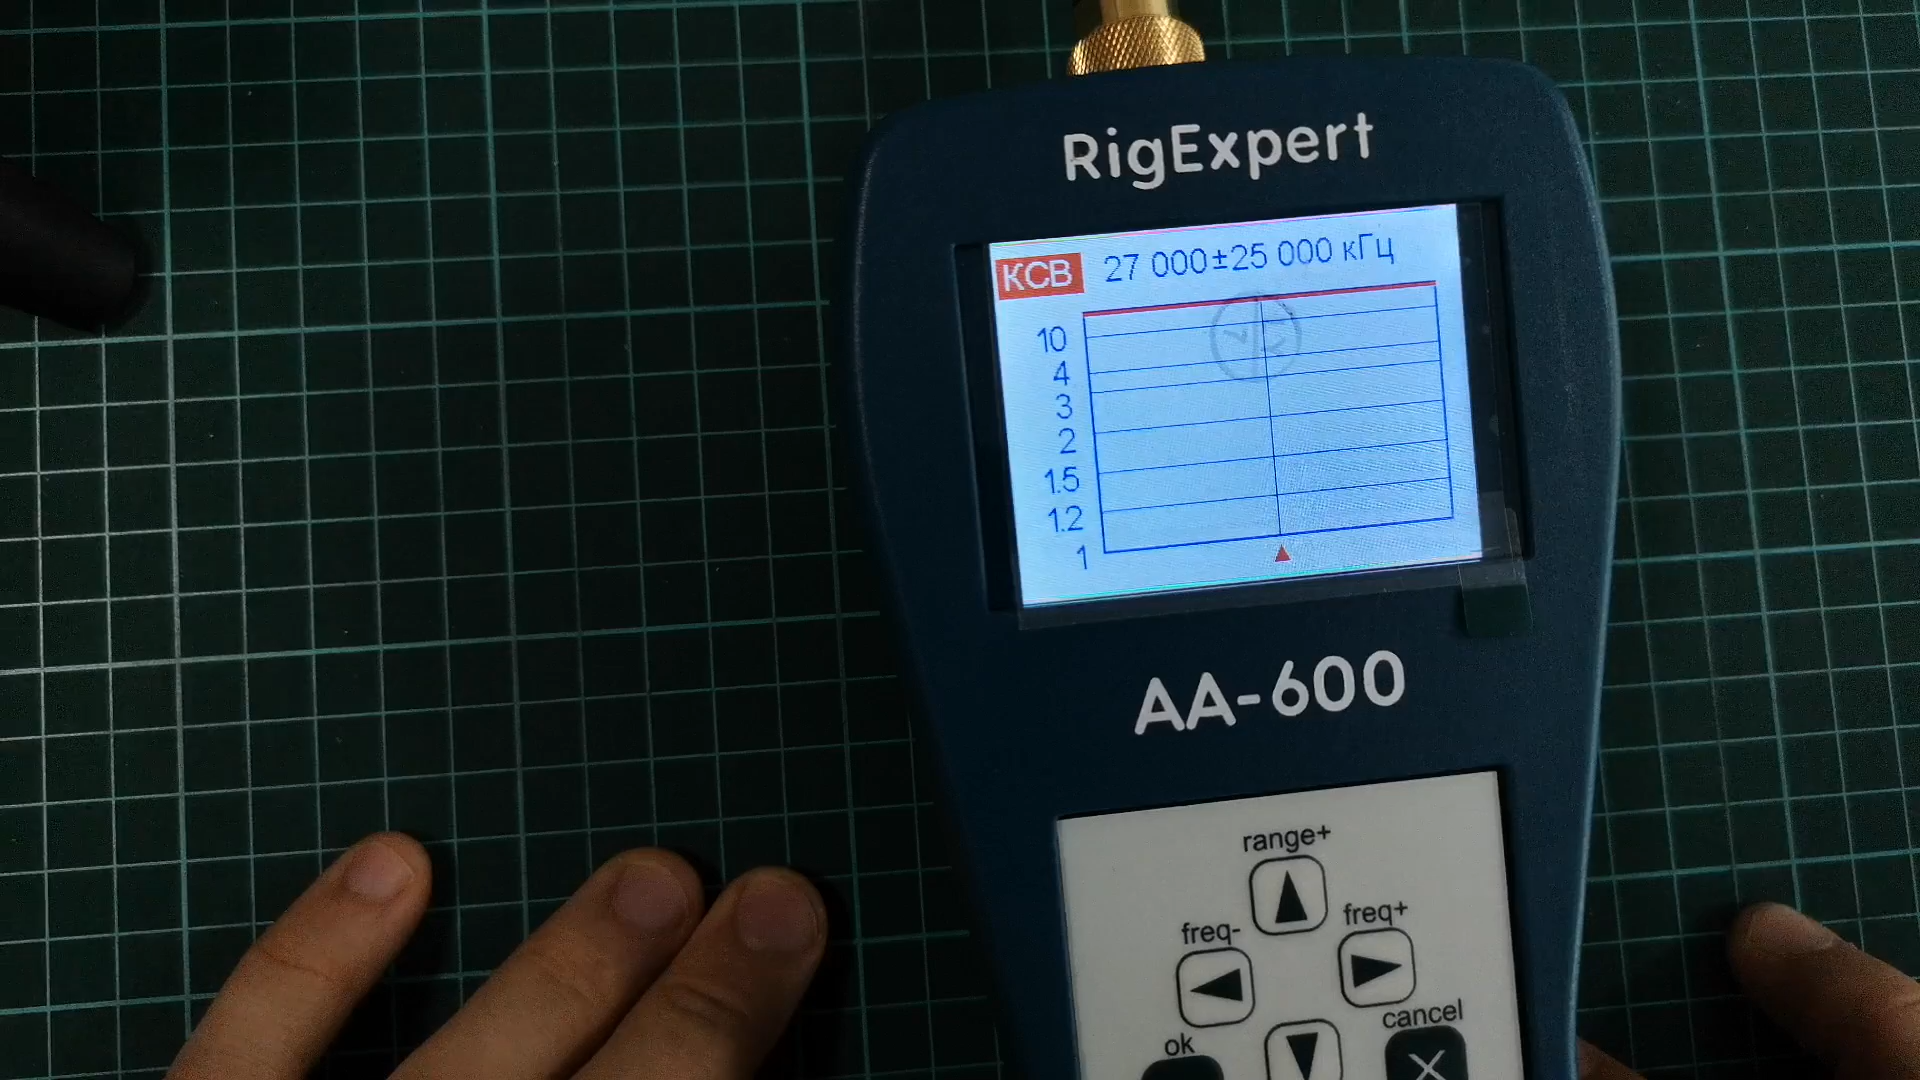 RigExpert
КСВ 27 000±25 000 кГц
10
4
3
2
1.5
1.2
1
AA-600
range+
freq- freq+
ok cancel